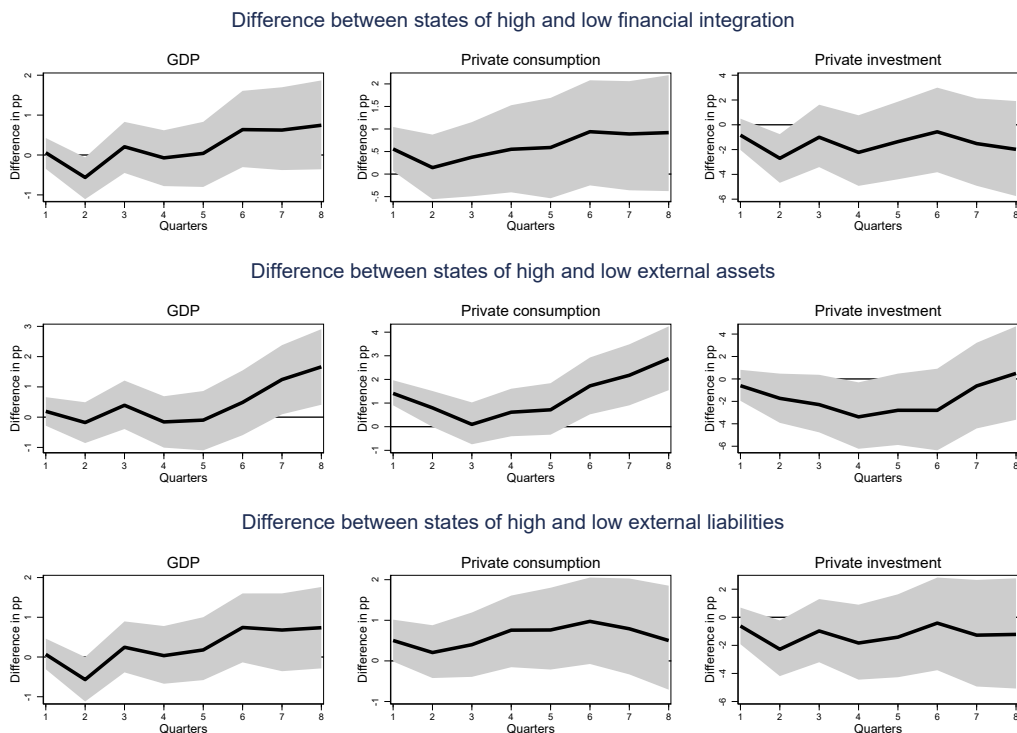 Difference between states of high and low financial integration
GDP
Private consumption
Private investment
Difference in pp
-1 0 1 2
1 2 3 4 5 6 7 8
Quarters
Difference in pp
-.5 0 .5 1 1.5 2
1 2 3 4 5 6 7 8
Quarters
Difference in pp
-6 -4 -2 0 2 4
1 2 3 4 5 6 7 8
Quarters
Difference between states of high and low external assets
GDP
Private consumption
Private investment
Difference in pp
-1 0 1 2 3
1 2 3 4 5 6 7 8
Quarters
Difference in pp
-1 0 1 2 3 4
1 2 3 4 5 6 7 8
Quarters
Difference in pp
-6 -4 -2 0 2 4
1 2 3 4 5 6 7 8
Quarters
Difference between states of high and low external liabilities
GDP
Private consumption
Private investment
Difference in pp
-1 0 1 2
1 2 3 4 5 6 7 8
Quarters
Difference in pp
-1 0 1 2
1 2 3 4 5 6 7 8
Quarters
Difference in pp
-6 -4 -2 0 2
1 2 3 4 5 6 7 8
Quarters